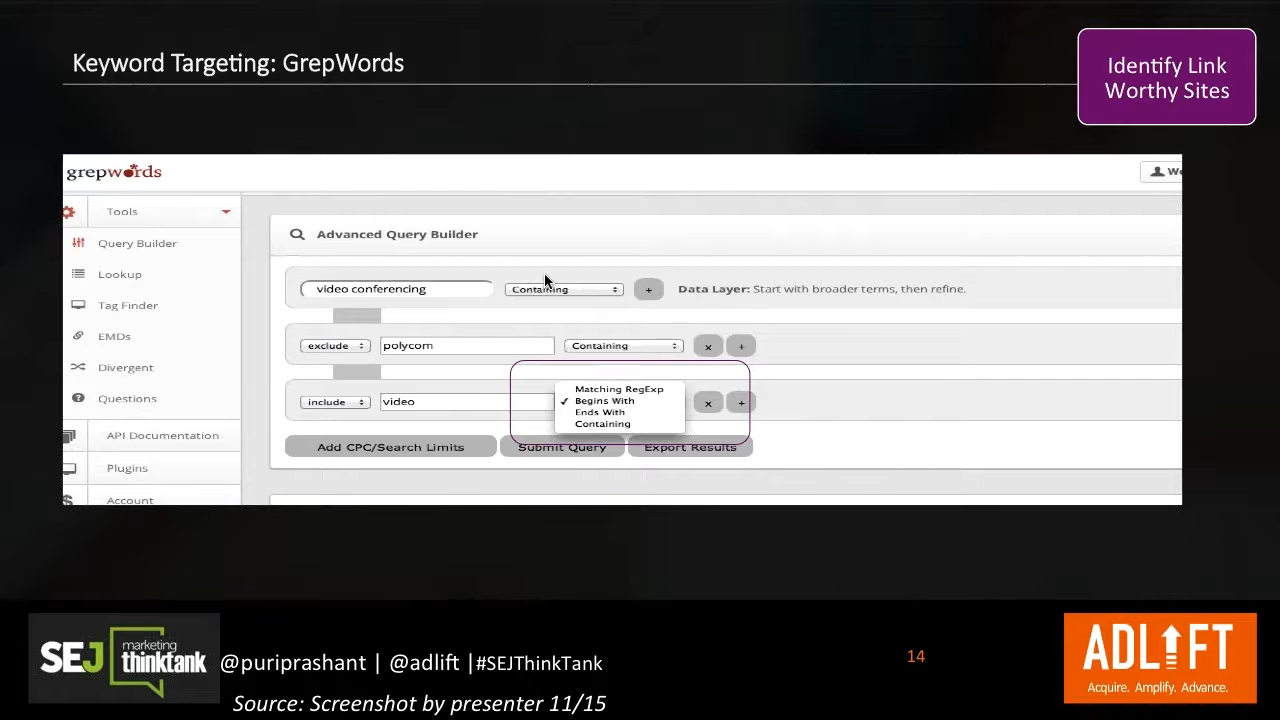 Keyword Targeting: GrepWords
Identify Link
Worthy Sites
grepwords
We
Tools
Query Builder
Lookup
Tag Finder
EMDs
Divergent
Questions
API Documentation
Plugins
Account
Advanced Query Builder
video conferencing Containing + Data Layer: Start with broader terms, then refine.
exclude polycom Containing x +
Matching RegExp
include video ✓ Begins With x +
Ends With
Containing
Add CPC/Search Limits Submit Query Export Results
SEJ marketing thinktank
@puriprashant | @adlift |#SEJThinkTank
Source: Screenshot by presenter 11/15
14
ADLIFT
Acquire. Amplify. Advance.